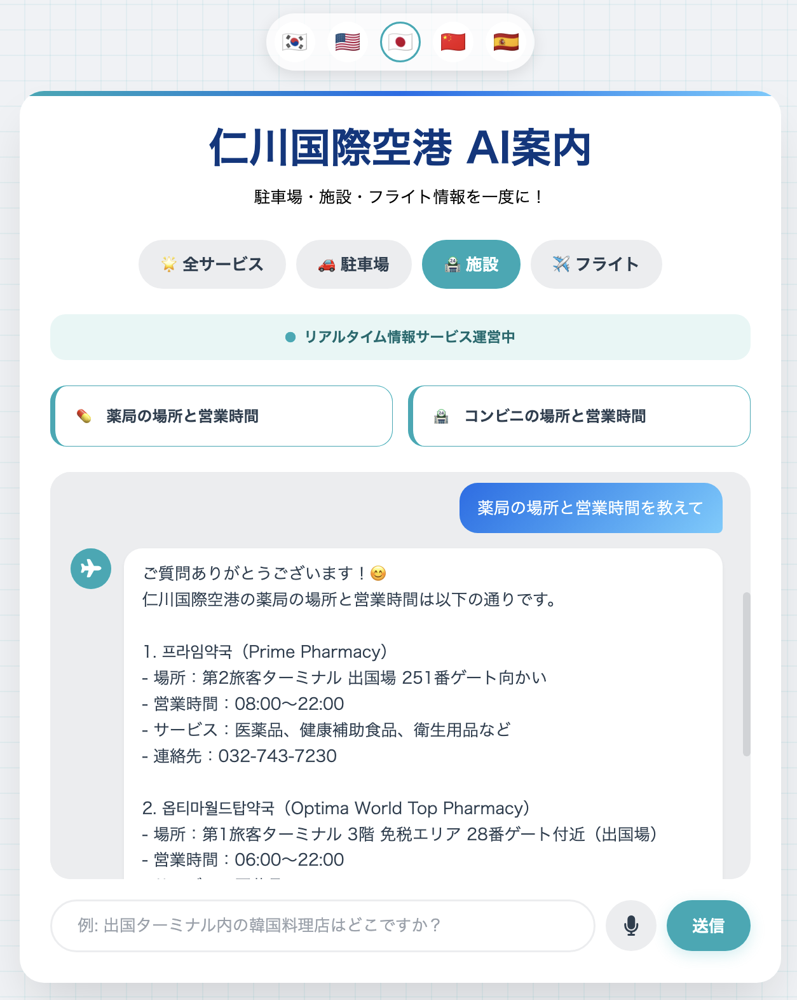 仁川国際空港 AI案内
駐車場・施設・フライト情報を一度に！
全サービス
駐車場
施設
フライト
リアルタイム情報サービス運営中
薬局の場所と営業時間
コンビニの場所と営業時間
薬局の場所と営業時間を教えて
ご質問ありがとうございます！😊
仁川国際空港の薬局の場所と営業時間は以下の通りです。
1. 프라임약국（Prime Pharmacy）
- 場所：第2旅客ターミナル 出国場 251番ゲート向かい
- 営業時間：08:00〜22:00
- サービス：医薬品、健康補助食品、衛生用品など
- 連絡先：032-743-7230
2. 옵티마월드탑약국（Optima World Top Pharmacy）
- 場所：第1旅客ターミナル 3階 免税エリア 28番ゲート付近（出国場）
- 営業時間：06:00〜22:00
例: 出国ターミナル内の韓国料理店はどこですか？
送信